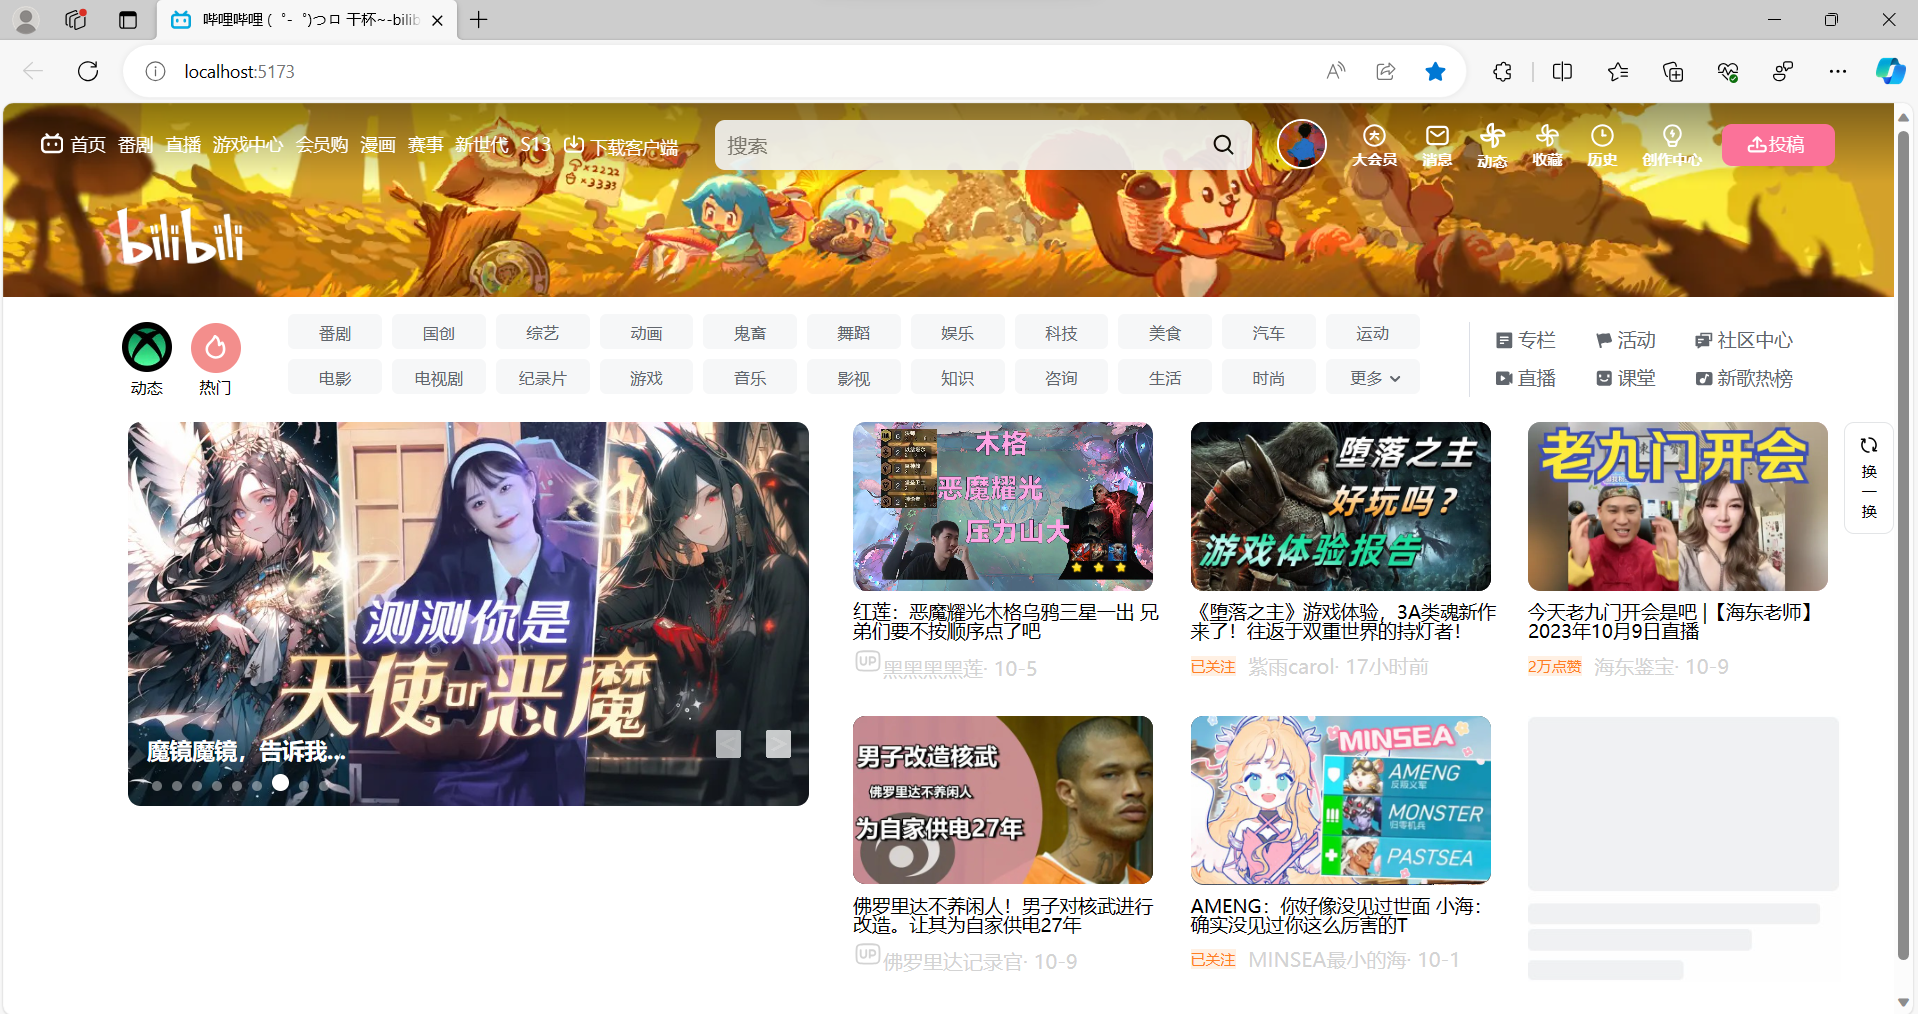 哔哩哔哩 (゜-゜)つロ 干杯~-bilib
localhost:5173
首页 番剧 直播 游戏中心 会员购 漫画 赛事 新世代 S13 下载客户端
搜索
大会员 消息 动态 收藏 历史 创作中心 投稿
×2222
×3333
bilibili
动态 热门
番剧 国创 综艺 动画 鬼畜 舞蹈 娱乐 科技 美食 汽车 运动
电影 电视剧 纪录片 游戏 音乐 影视 知识 咨询 生活 时尚 更多
专栏 活动 社区中心
直播 课堂 新歌热榜
测测你是
天使or恶魔
魔镜魔镜，告诉我...
< >
木格
恶魔耀光
压力山大
红莲：恶魔耀光木格乌鸦三星一出 兄
弟们要不按顺序点了吧
UP 黑黑黑黑莲· 10-5
堕落之主
好玩吗？
游戏体验报告
《堕落之主》游戏体验，3A类魂新作
来了！往返于双重世界的持灯者！
已关注 紫雨carol· 17小时前
老九门开会
今天老九门开会是吧 |【海东老师】
2023年10月9日直播
2万点赞 海东鉴宝· 10-9
换
一
换
男子改造核武
佛罗里达不养闲人
为自家供电27年
佛罗里达不养闲人！男子对核武进行
改造。让其为自家供电27年
UP 佛罗里达记录官· 10-9
MINSEA
AMENG
反叛义军
MONSTER
归零机兵
PASTSEA
AMENG：你好像没见过世面 小海：
确实没见过你这么厉害的T
已关注 MINSEA最小的海· 10-1